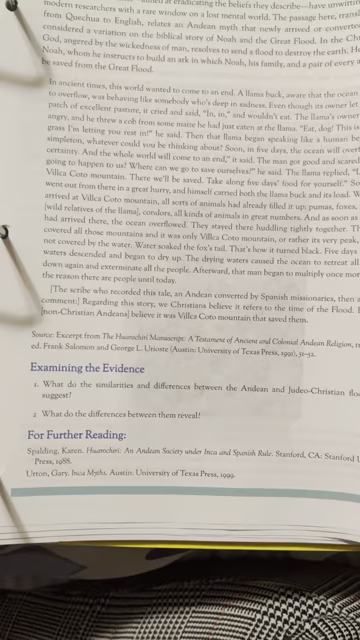 aimed at eradicating the beliefs they describe—have unwittin
modern researchers with a rare window on a lost mental world. The passage here, transl
from Quechua to English, relates an Andean myth that newly arrived or converted
considered a variation on the biblical story of Noah and the Great Flood. In the Chr
God, angered by the wickedness of man, resolves to send a flood to destroy the earth. He
Noah, whom he instructs to build an ark in which Noah, his family, and a pair of every a
be saved from the Great Flood.
In ancient times, this world wanted to come to an end. A llama buck, aware that the ocean
to overflow, was behaving like somebody who's deep in sadness. Even though its owner let
patch of excellent pasture, it cried and said, "In, in," and wouldn't eat. The llama's owner
angry, and he threw a cob from some maize he had just eaten at the llama. "Eat, dog! This is
grass I'm letting you rest in!" he said. Then that llama began speaking like a human be
simpleton, whatever could you be thinking about? Soon, in five days, the ocean will overf
certainty. And the whole world will come to an end," it said. The man got good and scared
going to happen to us? Where can we go to save ourselves?" he said. The llama replied, "L
Villca Coto mountain. There we'll be saved. Take along five days' food for yourself." So
went out from there in a great hurry, and himself carried both the llama buck and its load. W
arrived at Villca Coto mountain, all sorts of animals had already filled it up: pumas, foxes,
[wild relatives of the llama], condors, all kinds of animals in great numbers. And as soon as
had arrived there, the ocean overflowed. They stayed there huddling tightly together. Th
covered all those mountains and it was only Villca Coto mountain, or rather its very peak,
not covered by the water. Water soaked the fox's tail. That's how it turned black. Five days
waters descended and began to dry up. The drying waters caused the ocean to retreat all
down again and exterminate all the people. Afterward, that man began to multiply once mor
the reason there are people until today.
[The scribe who recorded this tale, an Andean converted by Spanish missionaries, then a
comment:] Regarding this story, we Christians believe it refers to the time of the Flood. B
[non-Christian Andeans] believe it was Villca Coto mountain that saved them.
Source: Excerpt from The Huarochirí Manuscript: A Testament of Ancient and Colonial Andean Religion, tr
ed. Frank Salomon and George L. Urioste (Austin: University of Texas Press, 1991), 51–52.
Examining the Evidence
1. What do the similarities and differences between the Andean and Judeo-Christian floo
suggest?
2 What do the differences between them reveal?
For Further Reading:
Spalding, Karen. Huarochirí: An Andean Society under Inca and Spanish Rule. Stanford, CA: Stanford U
Press, 1988.
Urton, Gary. Inca Myths. Austin: University of Texas Press, 1999.